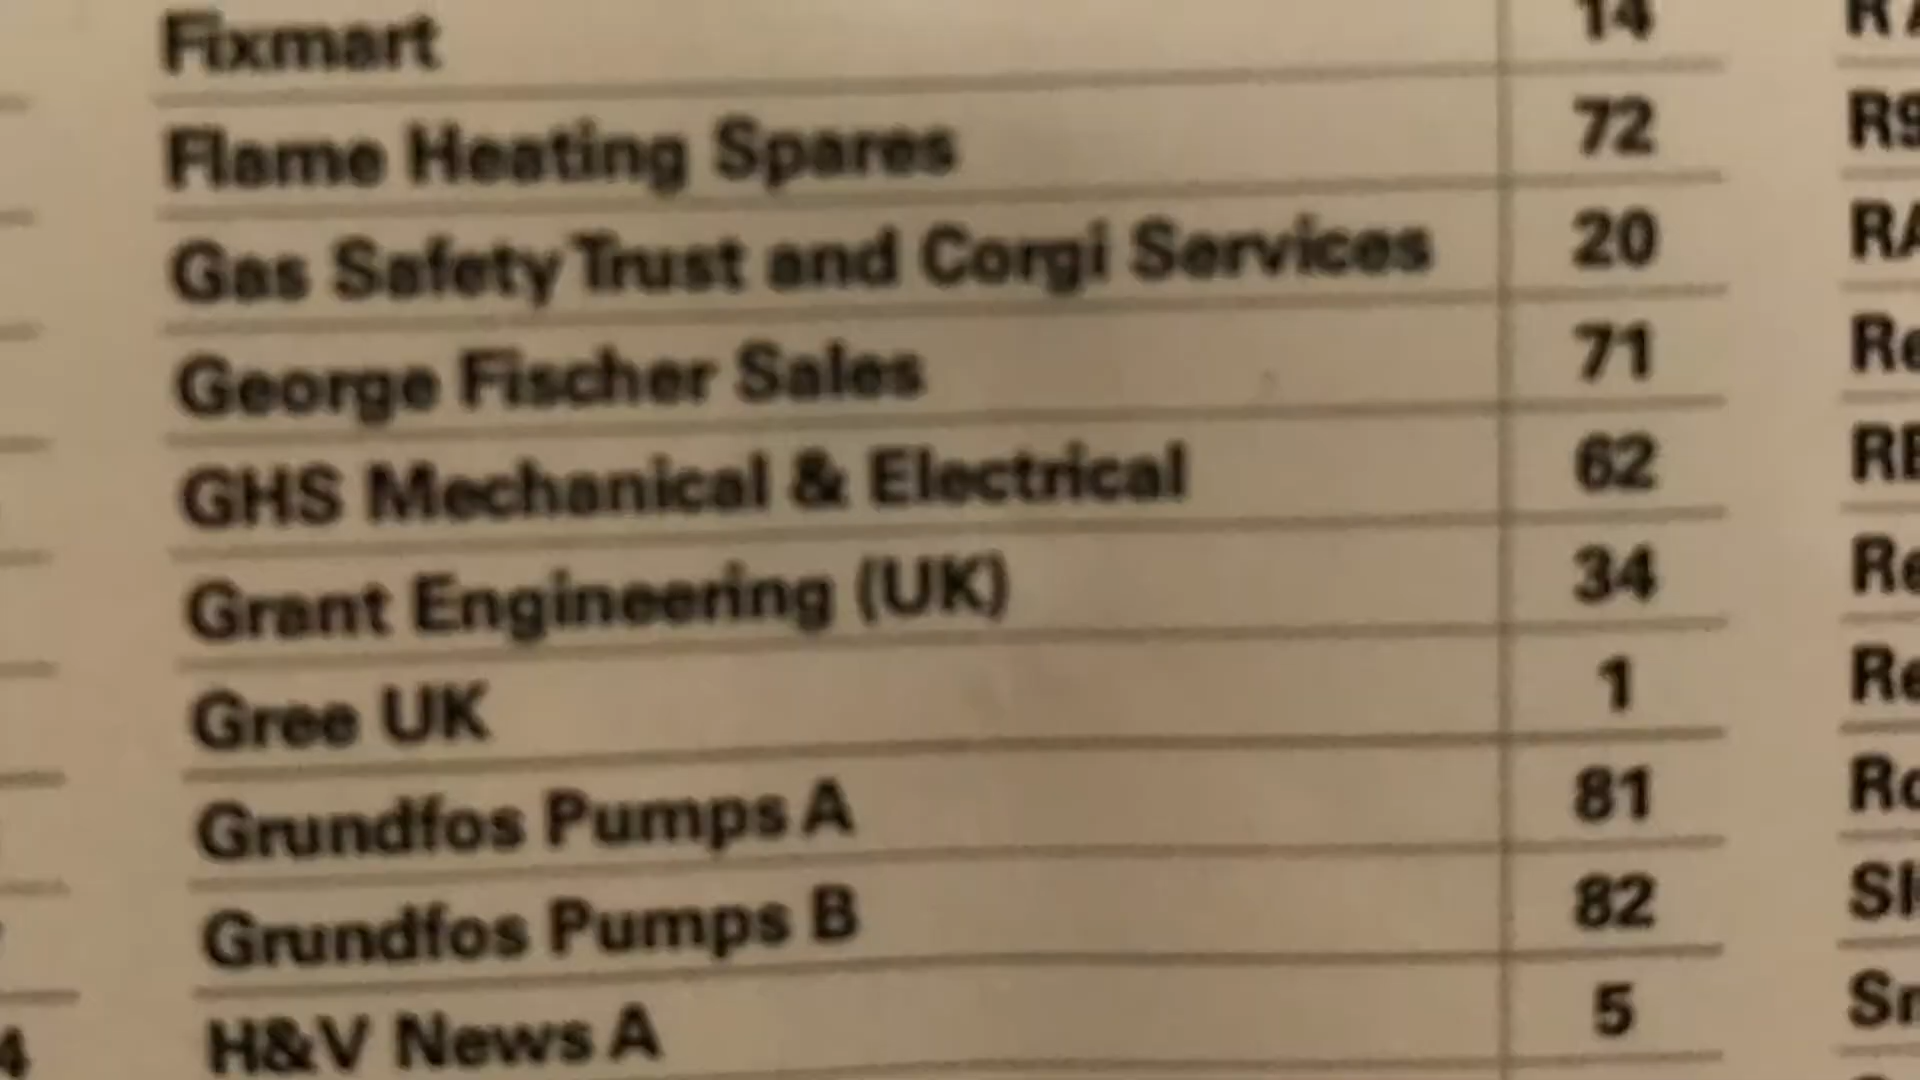 Fixmart 14
Flame Heating Spares 72
Gas Safety Trust and Corgi Services 20
George Fischer Sales 71
GHS Mechanical & Electrical 62
Grant Engineering (UK) 34
Gree UK 1
Grundfos Pumps A 81
Grundfos Pumps B 82
H&V News A 5